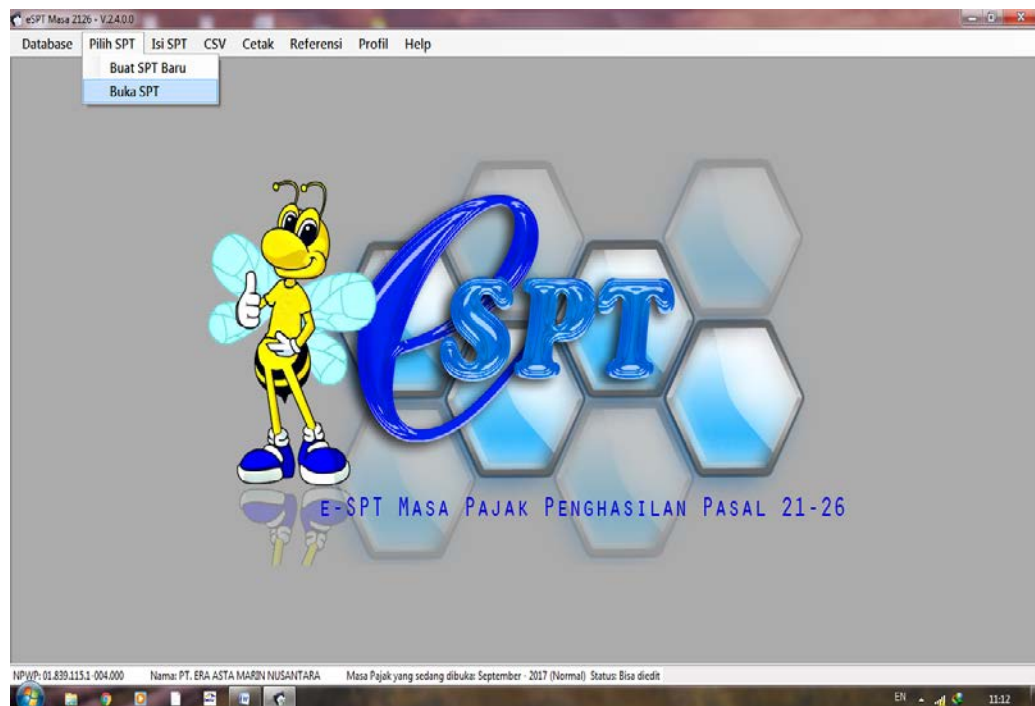 eSPT Masa 2126 - V.2.4.0.0
Database Pilih SPT Isi SPT CSV Cetak Referensi Profil Help
Buat SPT Baru
Buka SPT
eSPT
e-SPT Masa Pajak Penghasilan Pasal 21-26
NPWP: 01.839.115.1-004.000 Nama: PT. ERA ASTA MARIN NUSANTARA Masa Pajak yang sedang dibuka: September - 2017 (Normal) Status: Bisa diedit
EN 11:12